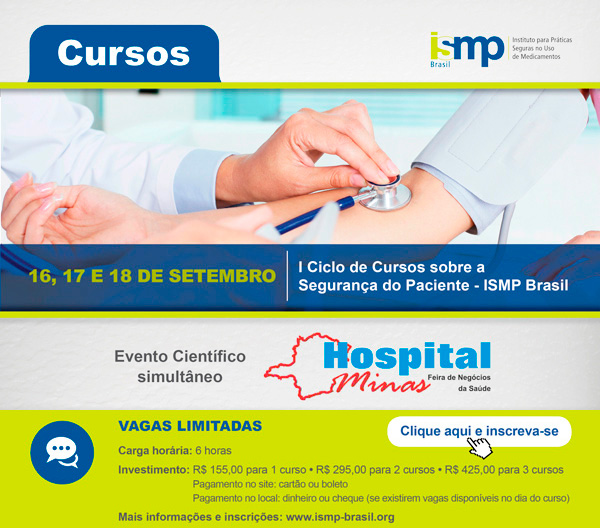 Cursos
ismp
Brasil
Instituto para Práticas
Seguras no Uso
de Medicamentos
16, 17 E 18 DE SETEMBRO
I Ciclo de Cursos sobre a
Segurança do Paciente - ISMP Brasil
Evento Científico
simultâneo
Hospital
Minas
Feira de Negócios
da Saúde
VAGAS LIMITADAS
Clique aqui e inscreva-se
Carga horária: 6 horas
Investimento: R$ 155,00 para 1 curso • R$ 295,00 para 2 cursos • R$ 425,00 para 3 cursos
Pagamento no site: cartão ou boleto
Pagamento no local: dinheiro ou cheque (se existirem vagas disponíveis no dia do curso)
Mais informações e inscrições: www.ismp-brasil.org